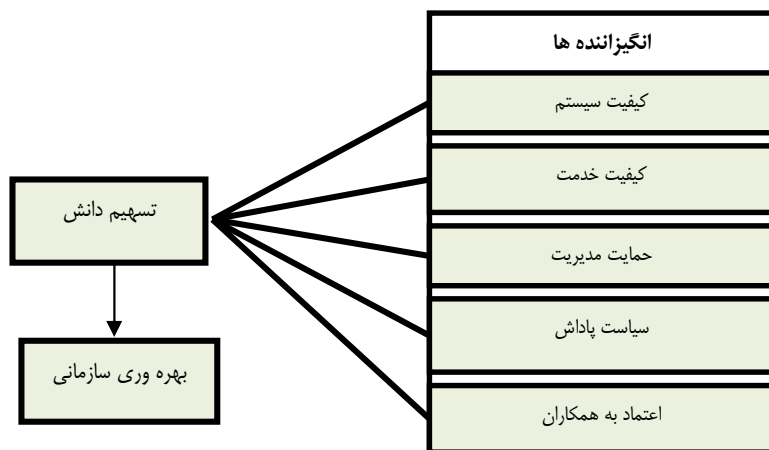 انگیزاننده ها
کیفیت سیستم
کیفیت خدمت
حمایت مدیریت
سیاست پاداش
اعتماد به همکاران
تسهیم دانش
بهره وری سازمانی